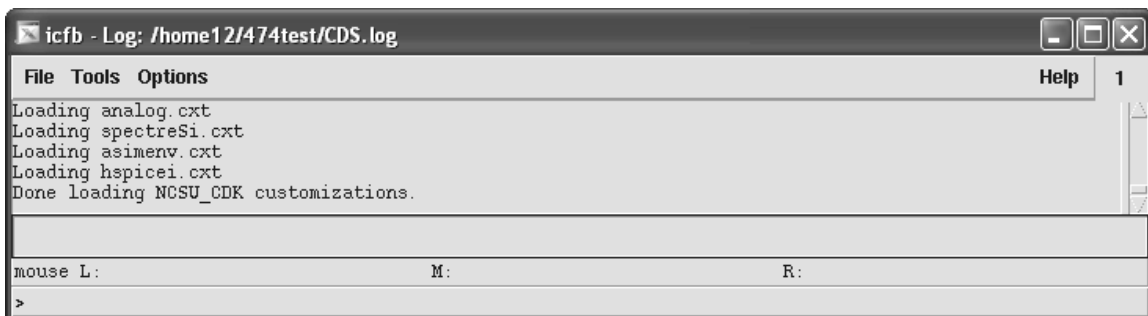 icfb - Log: /home12/474test/CDS.log
File Tools Options Help 1
Loading analog.cxt
Loading spectreSi.cxt
Loading asimenv.cxt
Loading hspicei.cxt
Done loading NCSU_CDK customizations.
mouse L: M: R:
>